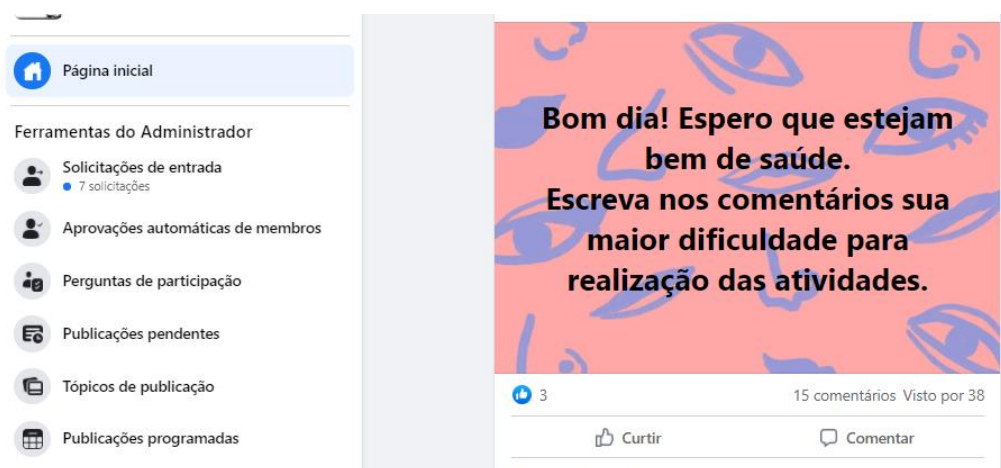 Página inicial
Ferramentas do Administrador
Solicitações de entrada
7 solicitações
Aprovações automáticas de membros
Perguntas de participação
Publicações pendentes
Tópicos de publicação
Publicações programadas
Bom dia! Espero que estejam
bem de saúde.
Escreva nos comentários sua
maior dificuldade para
realização das atividades.
3
15 comentários Visto por 38
Curtir
Comentar